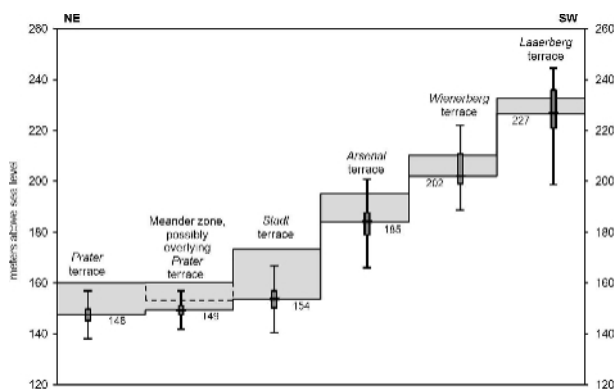 NE
SW
260
240
220
200
180
160
140
120
260
240
220
200
180
160
140
120
meters above sea level
Laaerberg
terrace
Wienerberg
terrace
Arsenal
terrace
Stadt
terrace
Meander zone,
possibly
overlying
Prater
terrace
Prater
terrace
148
149
154
185
202
227